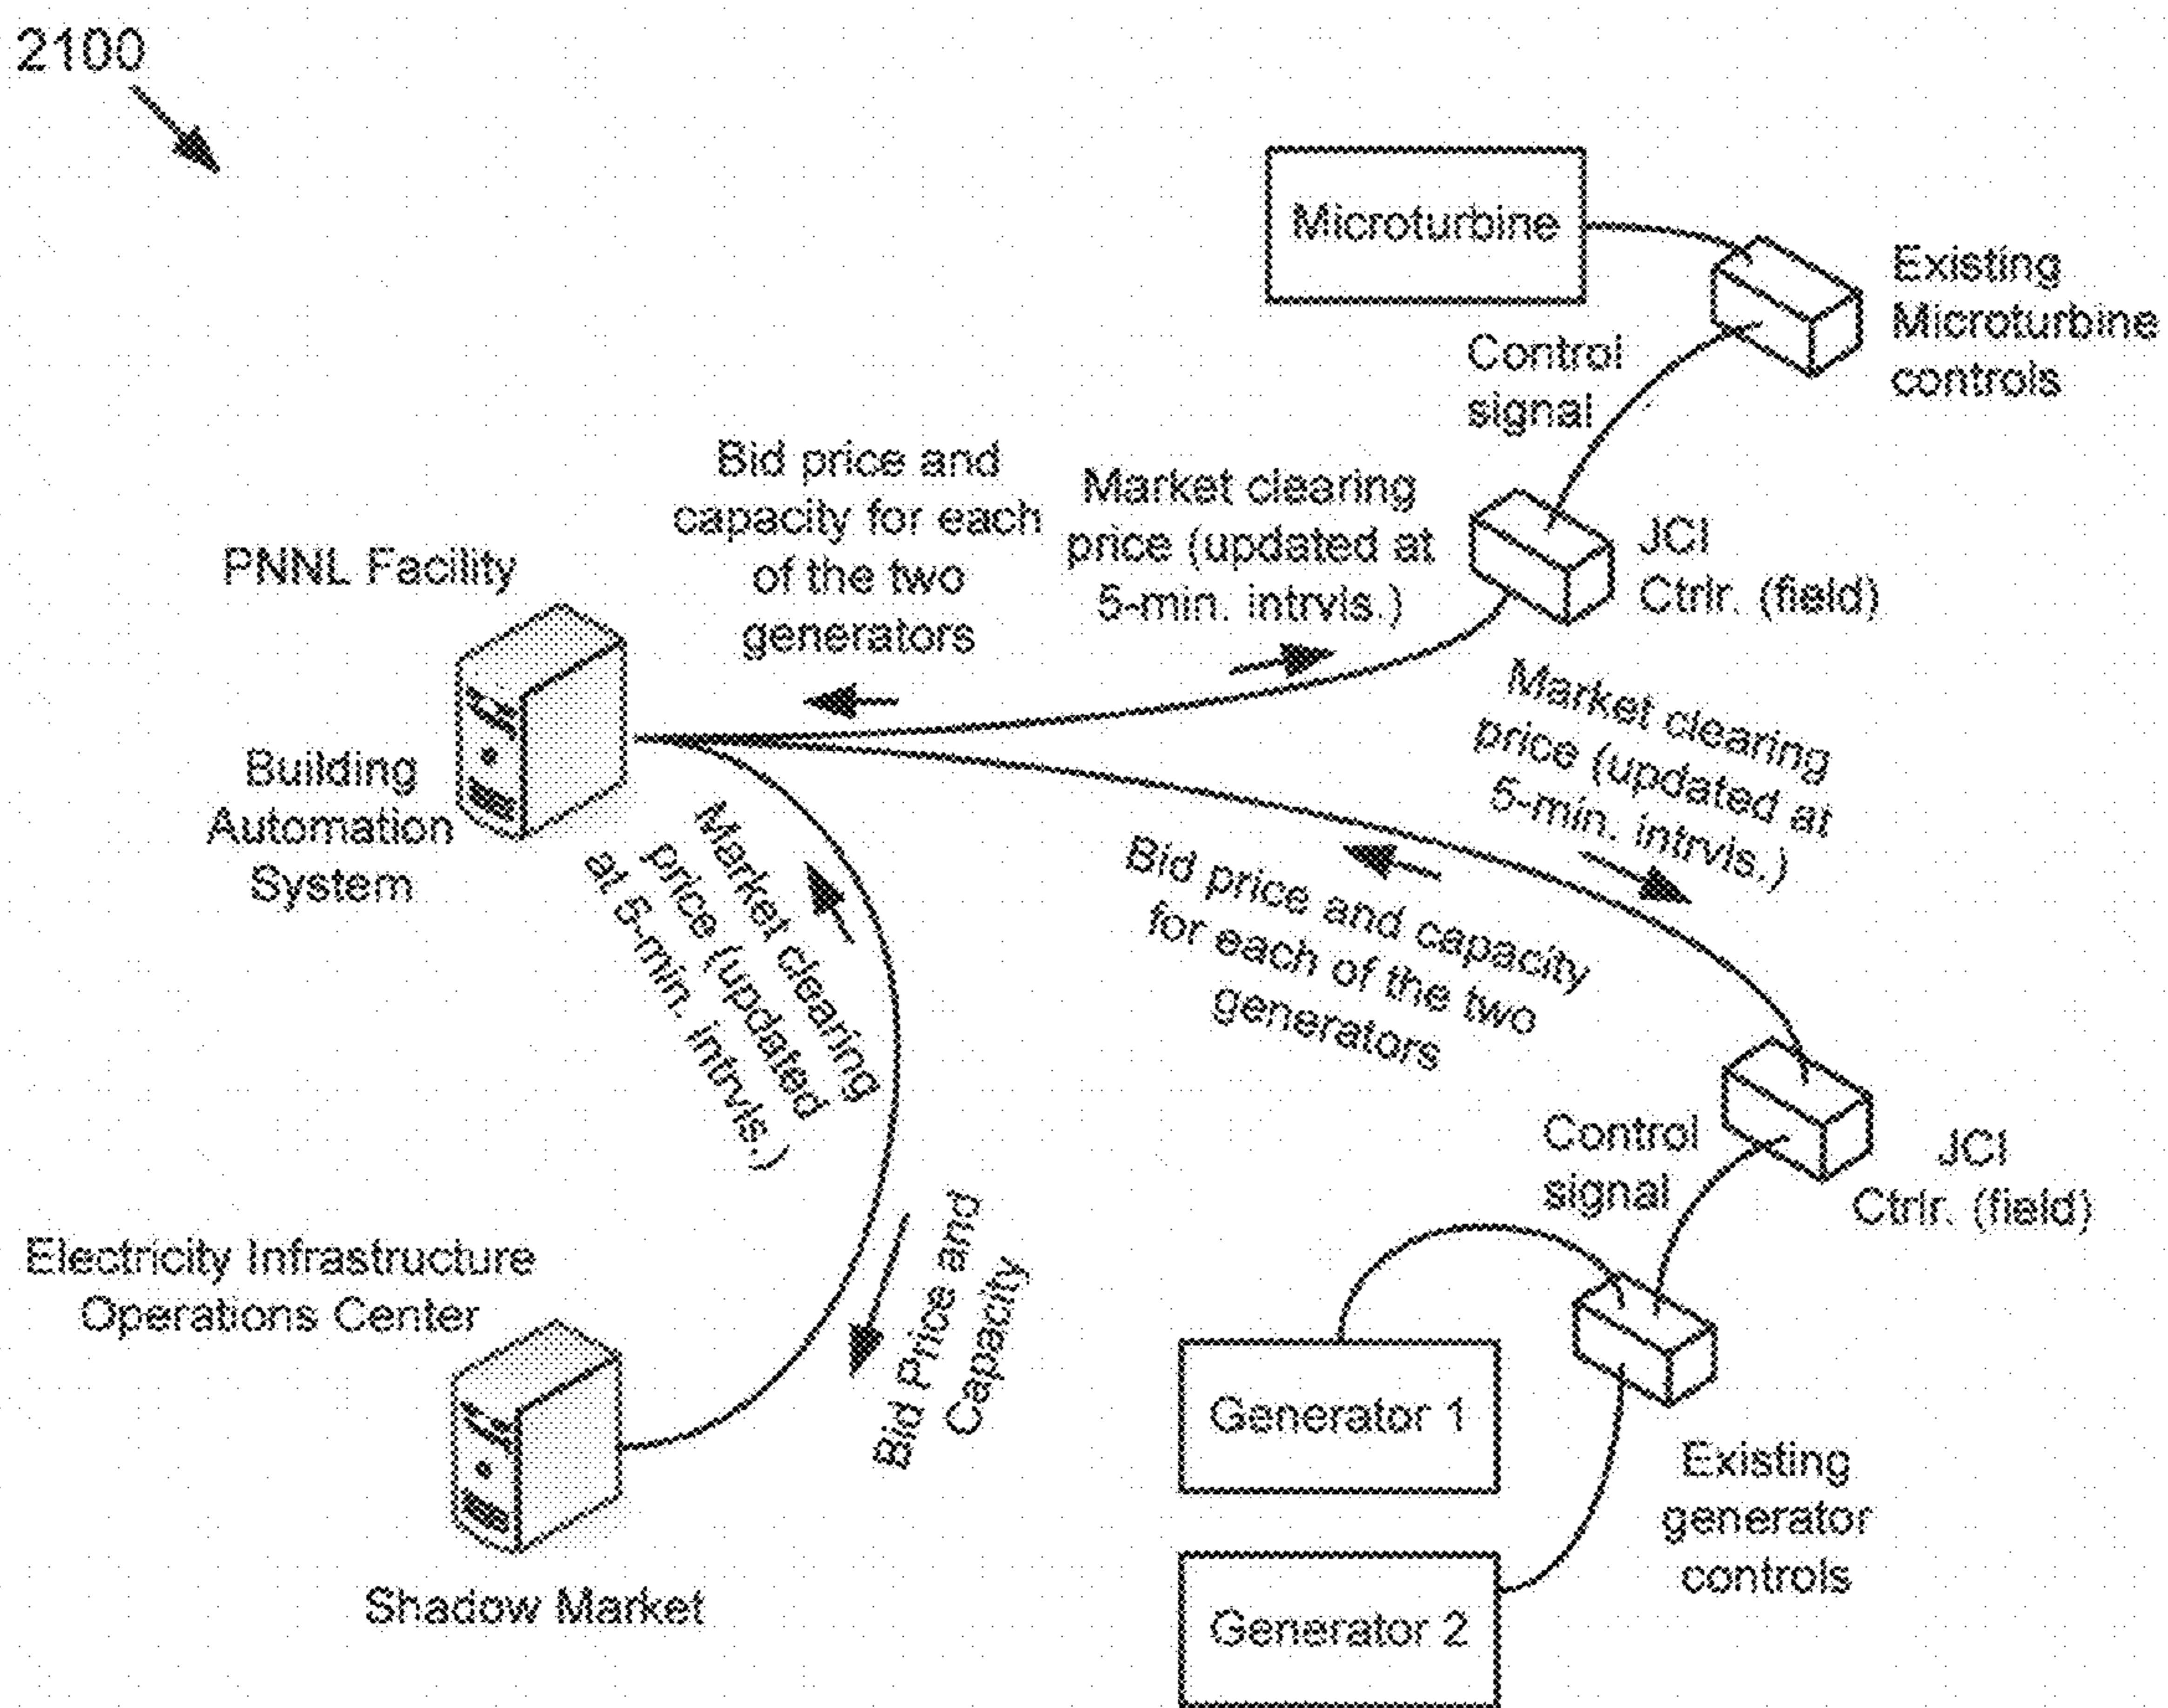 2100
Microturbine
Existing
Microturbine
controls
Control
signal
Bid price and
capacity for each
of the two
generators
Market clearing
price (updated at
5-min. intrvls.)
JCI
Ctrlr. (field)
PNNL Facility
Building
Automation
System
Market clearing
price (updated at
5-min. intrvls.)
Bid price and capacity
for each of the two
generators
Market clearing
price (updated
at 5-min. intrvls.)
Control
signal
JCI
Ctrlr. (field)
Bid Price and
Capacity
Electricity Infrastructure
Operations Center
Shadow Market
Generator 1
Existing
generator
controls
Generator 2